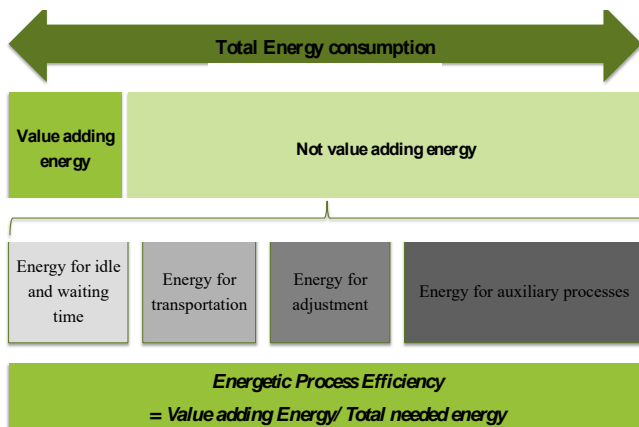 Total Energy consumption
Value adding
energy
Not value adding energy
Energy for idle
and waiting
time
Energy for
transportation
Energy for
adjustment
Energy for auxiliary processes
Energetic Process Efficiency
= Value adding Energy/ Total needed energy